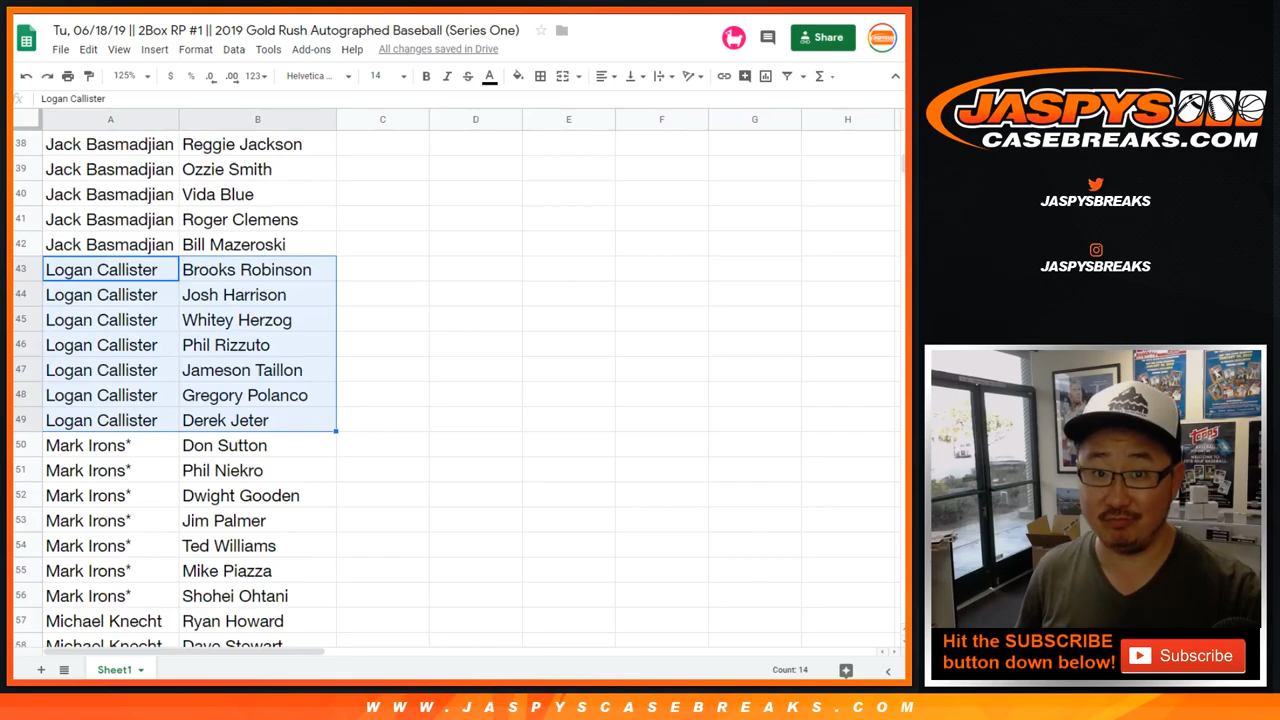 Tu, 06/18/19 || 2Box RP #1 || 2019 Gold Rush Autographed Baseball (Series One)
File Edit View Insert Format Data Tools Add-ons Help All changes saved in Drive
Share
125% $ % .0 .00 123 Helvetica ... 14 B I S A
fx Logan Callister
A B C D E F G H
38 Jack Basmadjian Reggie Jackson
39 Jack Basmadjian Ozzie Smith
40 Jack Basmadjian Vida Blue
41 Jack Basmadjian Roger Clemens
42 Jack Basmadjian Bill Mazeroski
43 Logan Callister Brooks Robinson
44 Logan Callister Josh Harrison
45 Logan Callister Whitey Herzog
46 Logan Callister Phil Rizzuto
47 Logan Callister Jameson Taillon
48 Logan Callister Gregory Polanco
49 Logan Callister Derek Jeter
50 Mark Irons* Don Sutton
51 Mark Irons* Phil Niekro
52 Mark Irons* Dwight Gooden
53 Mark Irons* Jim Palmer
54 Mark Irons* Ted Williams
55 Mark Irons* Mike Piazza
56 Mark Irons* Shohei Ohtani
57 Michael Knecht Ryan Howard
58 Michael Knecht Dave Stewart
Sheet1
Count: 14
JASPYS
CASEBREAKS.COM
JASPYSBREAKS
JASPYSBREAKS
Teton
Topps
Hit the SUBSCRIBE
button down below!
Subscribe
WWW.JASPYSCASEBREAKS.COM